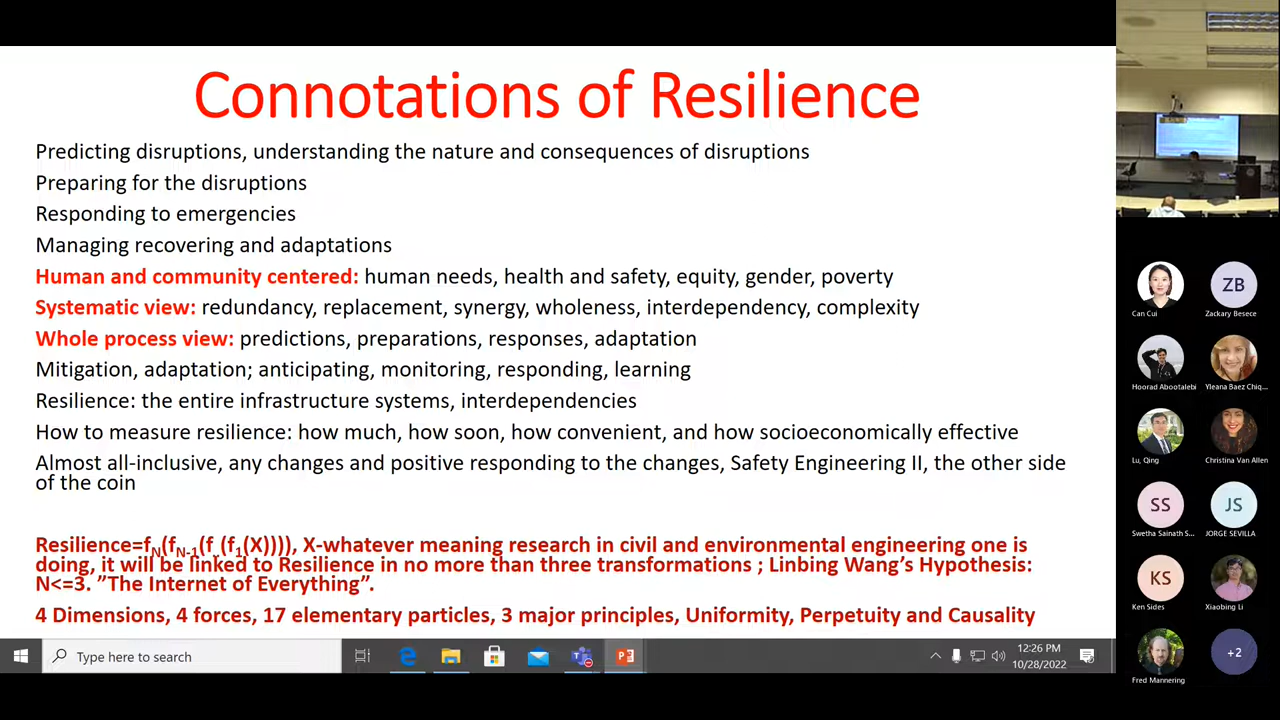 Connotations of Resilience
Predicting disruptions, understanding the nature and consequences of disruptions
Preparing for the disruptions
Responding to emergencies
Managing recovering and adaptations
Human and community centered: human needs, health and safety, equity, gender, poverty
Systematic view: redundancy, replacement, synergy, wholeness, interdependency, complexity
Whole process view: predictions, preparations, responses, adaptation
Mitigation, adaptation; anticipating, monitoring, responding, learning
Resilience: the entire infrastructure systems, interdependencies
How to measure resilience: how much, how soon, how convenient, and how socioeconomically effective
Almost all-inclusive, any changes and positive responding to the changes, Safety Engineering II, the other side
of the coin
Resilience=fN(fN-1(f.(f1(X)))), X-whatever meaning research in civil and environmental engineering one is
doing, it will be linked to Resilience in no more than three transformations ; Linbing Wang's Hypothesis:
N<=3. ”The Internet of Everything”.
4 Dimensions, 4 forces, 17 elementary particles, 3 major principles, Uniformity, Perpetuity and Causality
Type here to search
12:26 PM
10/28/2022
Can Cui
ZB
Zackary Besece
Hoorad Abootalebi
Yleana Baez Chiq...
Lu, Qing
Christina Van Allen
SS
Swetha Sainath S...
JS
JORGE SEVILLA
KS
Ken Sides
Xiaobing Li
Fred Mannering
+2